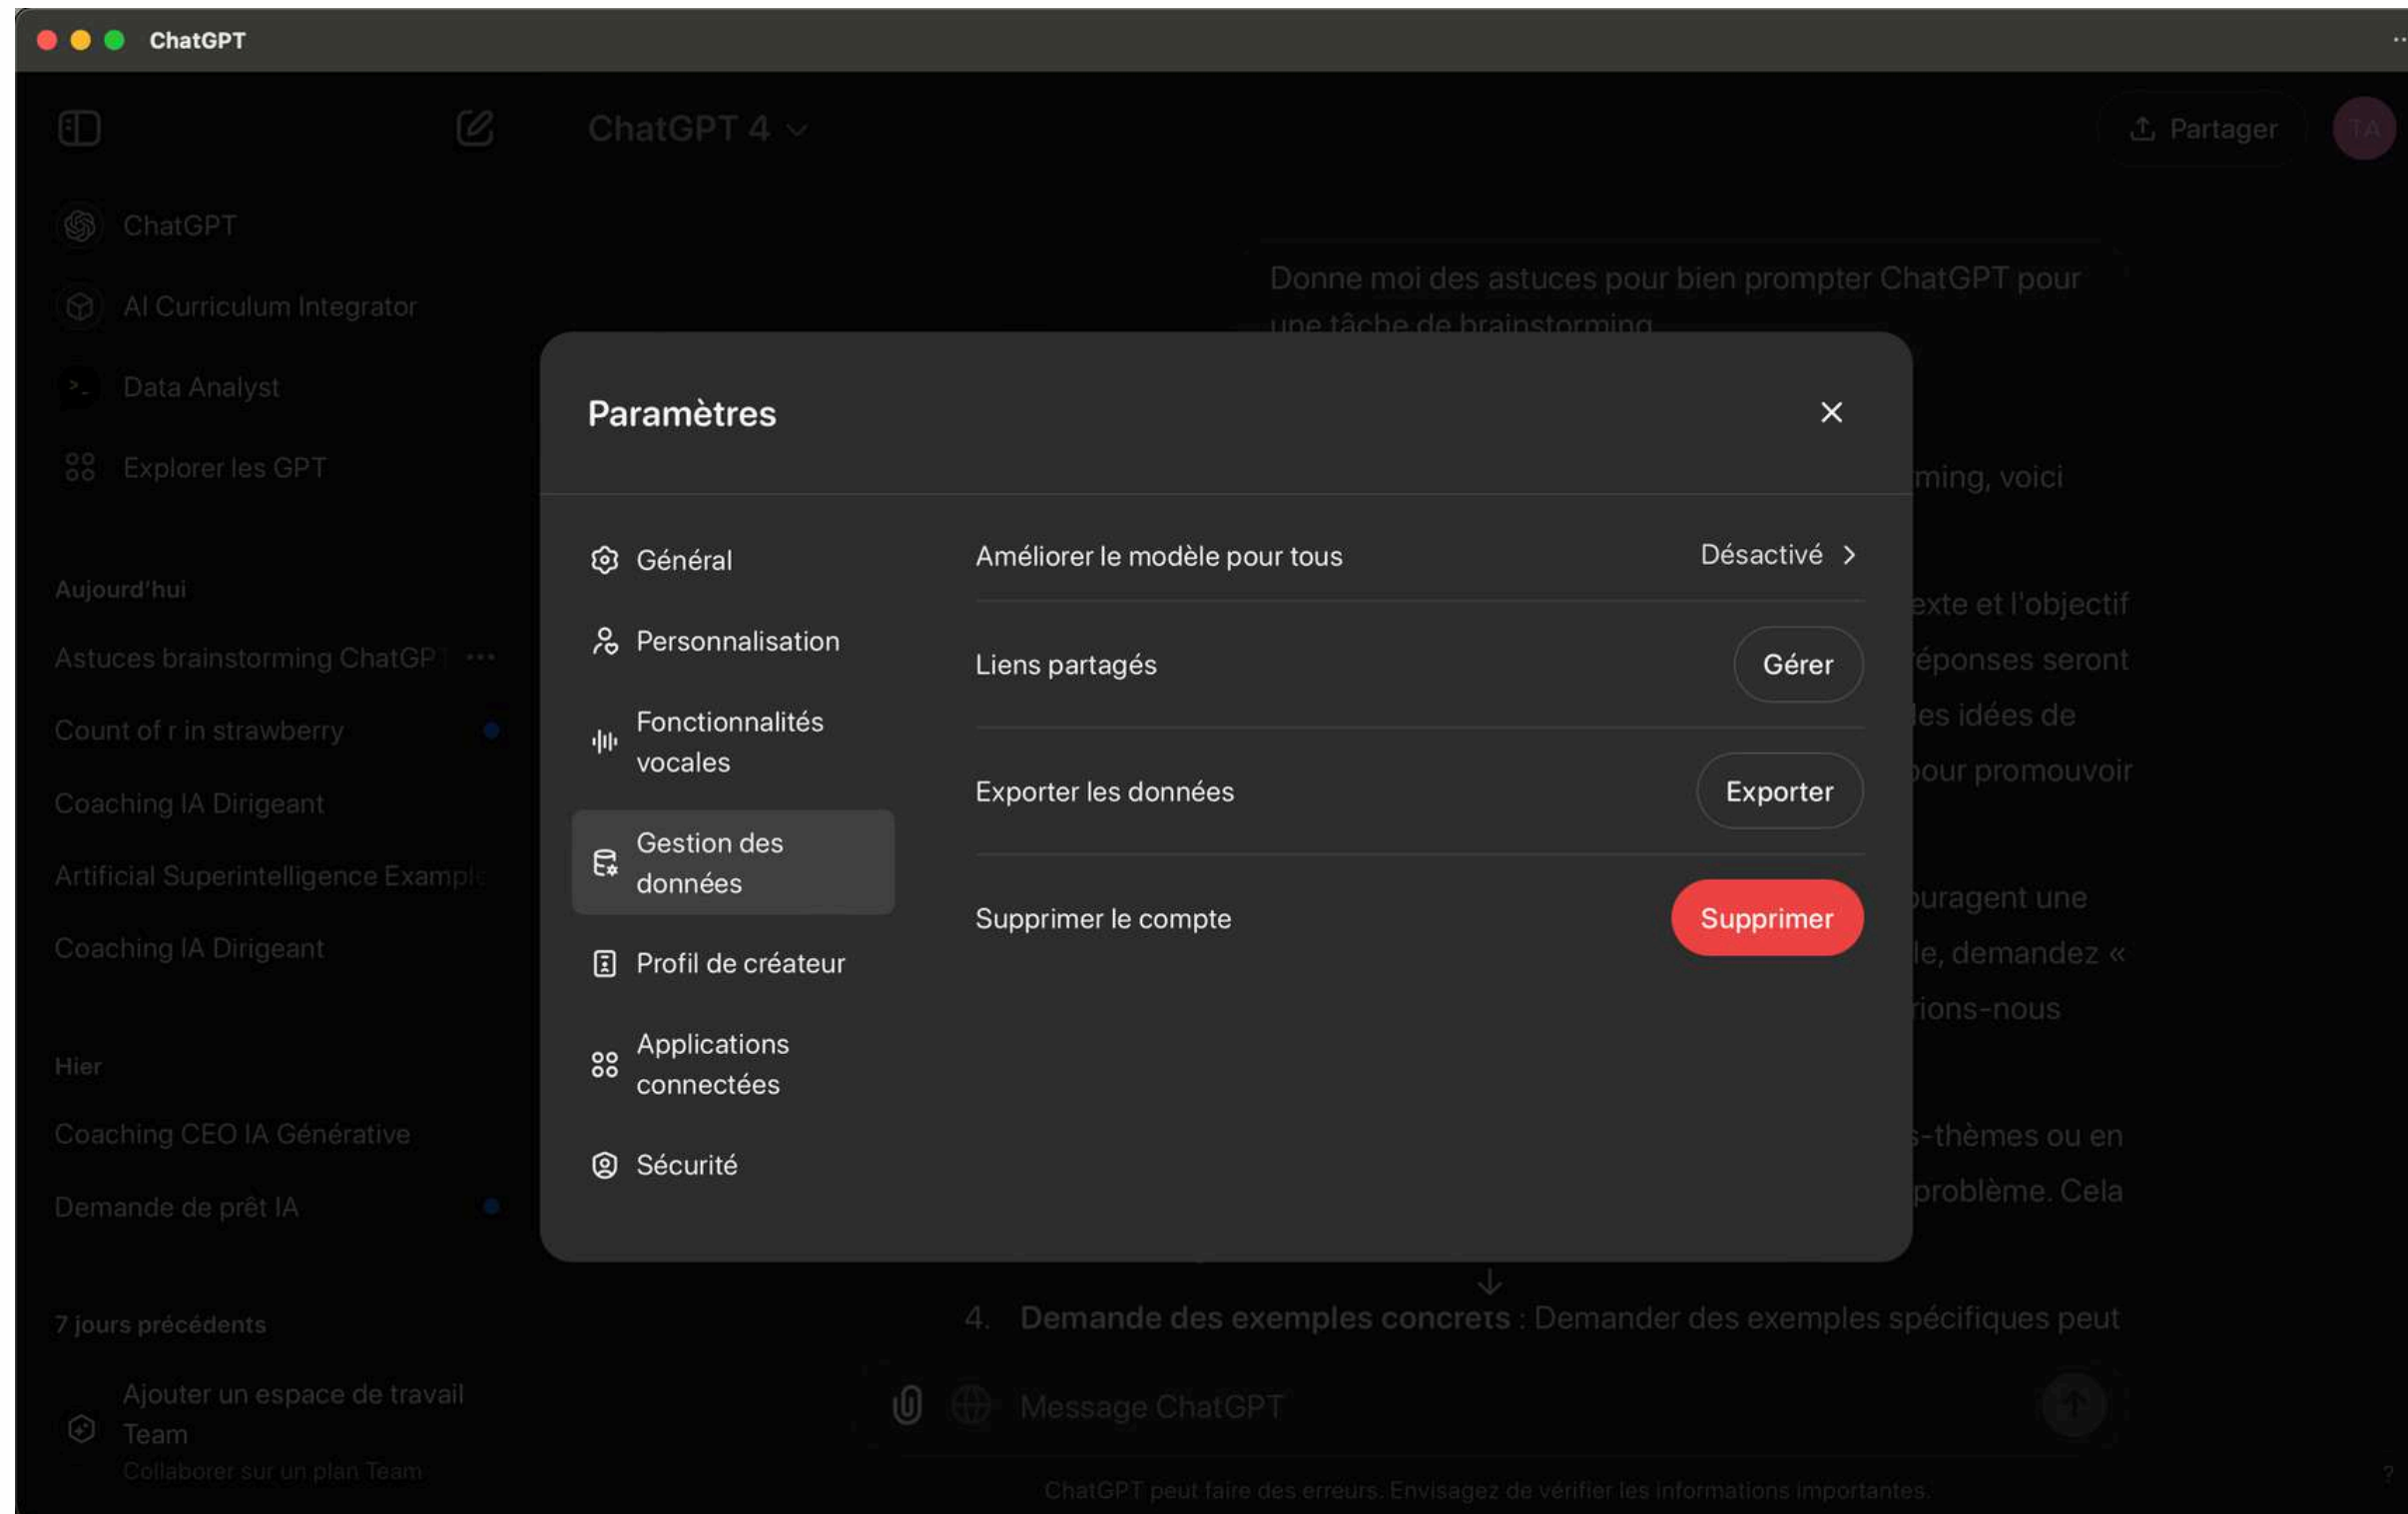 ChatGPT
ChatGPT 4
Partager
TA
ChatGPT
AI Curriculum Integrator
Data Analyst
Explorer les GPT
Aujourd'hui
Astuces brainstorming ChatGP
Count of r in strawberry
Coaching IA Dirigeant
Artificial Superintelligence Exampl
Coaching IA Dirigeant
Hier
Coaching CEO IA Générative
Demande de prêt IA
7 jours précédents
Ajouter un espace de travail
Team
Collaborer sur un plan Team
Donne moi des astuces pour bien prompter ChatGPT pour
une tâche de brainstorming
Paramètres
Général
Personnalisation
Fonctionnalités
vocales
Gestion des
données
Profil de créateur
Applications
connectées
Sécurité
Améliorer le modèle pour tous Désactivé
Liens partagés Gérer
Exporter les données Exporter
Supprimer le compte Supprimer
ming, voici
exte et l'objectif
éponses seront
les idées de
pour promouvoir
uragent une
le, demandez «
rions-nous
s-thèmes ou en
problème. Cela
4. Demande des exemples concrets : Demander des exemples spécifiques peut
Message ChatGPT
ChatGPT peut faire des erreurs. Envisagez de vérifier les informations importantes.
?